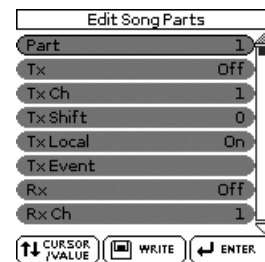 Edit Song Parts
Part 1
Tx Off
Tx Ch 1
Tx Shift 0
Tx Local On
Tx Event
Rx Off
Rx Ch 1
CURSOR /VALUE WRITE ENTER